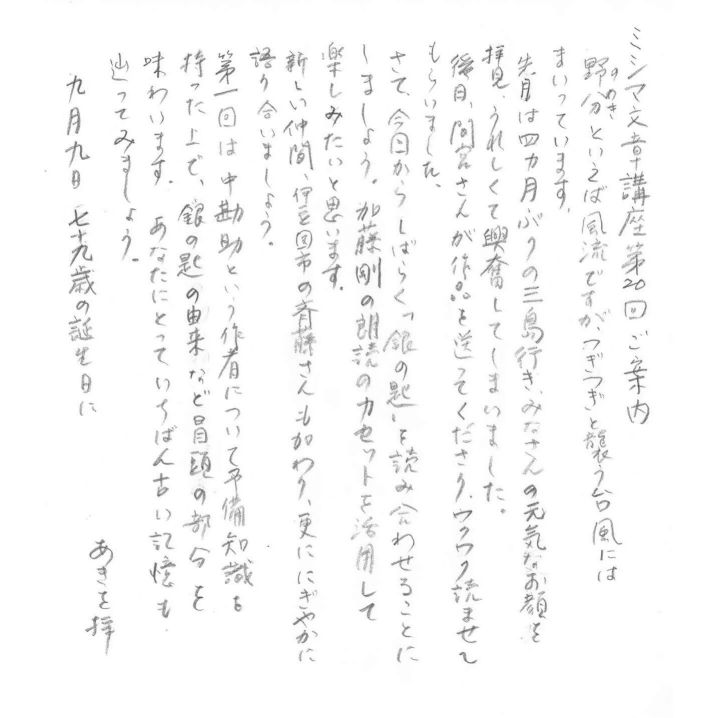 ミシマ文章講座第20回ご案内
野分(のわき)といえば風流ですが、つぎつぎと襲う台風には
まいっています。
先月は四カ月ぶりの三島行き、みなさんの元気なお顔を
拝見、うれしくて興奮してしまいました。
後日、間宮さんが作品を送ってくださり、ワクワク読ませて
もらいました。
さて、今回からしばらく「銀の匙」を読み合わせることに
しましょう。加藤剛の朗読のカセットを活用して
楽しみたいと思います。
新しい仲間、伊豆国市の斉藤さんも加わり、更ににぎやかに
語り合いましょう。
第一回は中勘助という作者について予備知識を
持った上で、銀の匙の由来など冒頭の部分を
味わいます。あなたにとっていちばん古い記憶も
辿ってみましょう。
九月九日 七十九歳の誕生日に
あきを拝